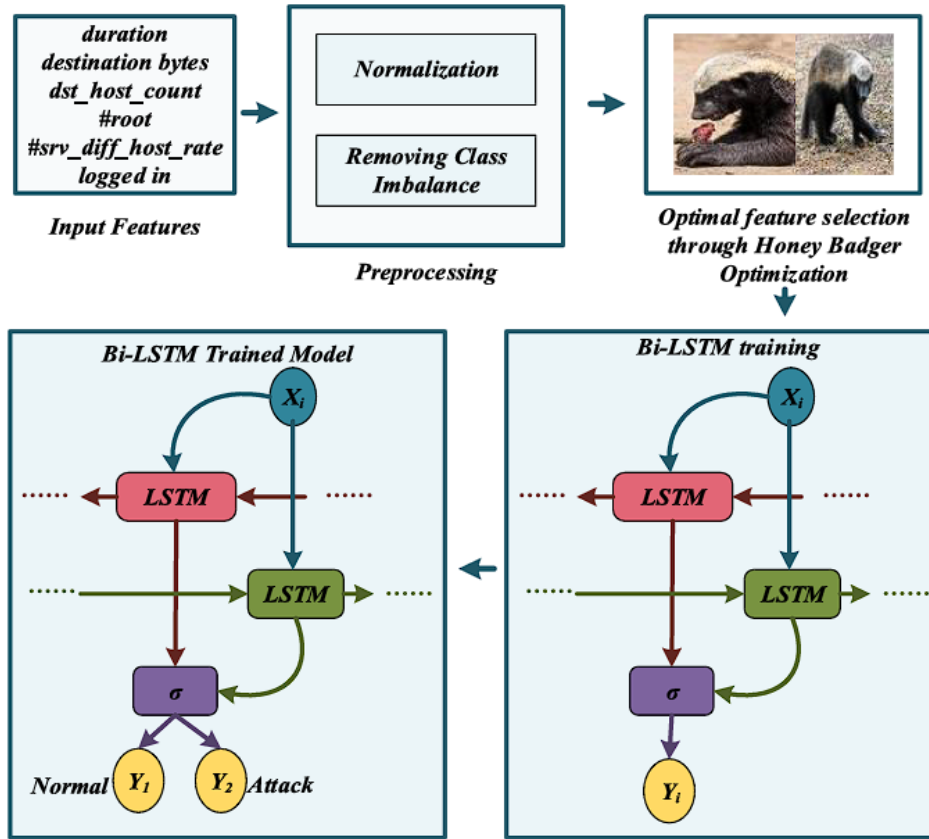 duration
destination bytes
dst_host_count
#root
#srv_diff_host_rate
logged in
Input Features
Normalization
Removing Class
Imbalance
Preprocessing
Optimal feature selection
through Honey Badger
Optimization
Bi-LSTM training
Xi
...... LSTM ......
...... LSTM ......
σ
Yi
Bi-LSTM Trained Model
Xi
...... LSTM ......
...... LSTM ......
σ
Normal Y1 Y2 Attack